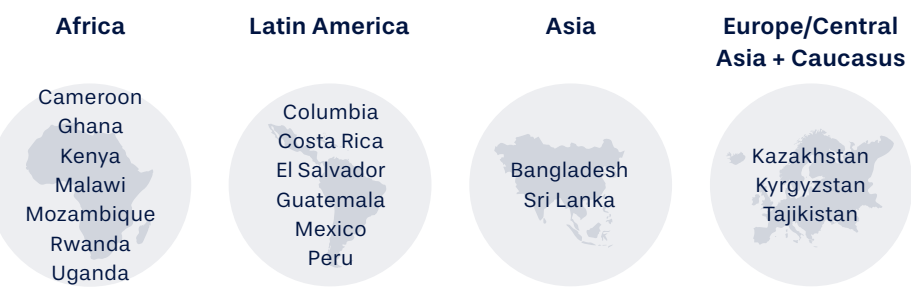 Africa
Cameroon
Ghana
Kenya
Malawi
Mozambique
Rwanda
Uganda
Latin America
Columbia
Costa Rica
El Salvador
Guatemala
Mexico
Peru
Asia
Bangladesh
Sri Lanka
Europe/Central
Asia + Caucasus
Kazakhstan
Kyrgyzstan
Tajikistan